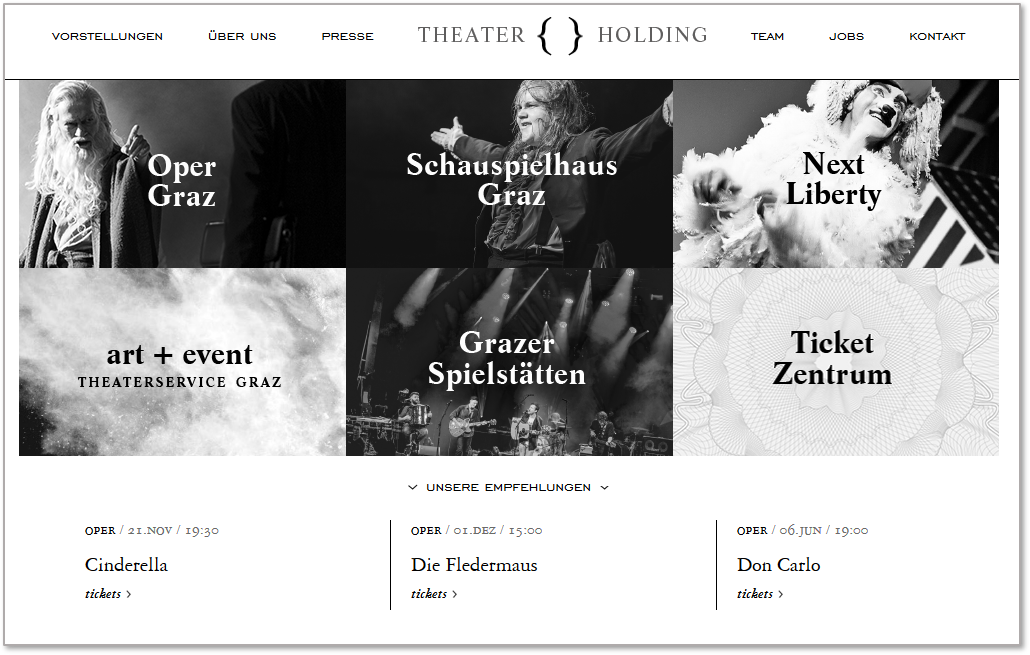 VORSTELLUNGEN ÜBER UNS PRESSE THEATER { } HOLDING TEAM JOBS KONTAKT
Oper
Graz
Schauspielhaus
Graz
Next
Liberty
art + event
THEATERSERVICE GRAZ
Grazer
Spielstätten
Ticket
Zentrum
UNSERE EMPFEHLUNGEN
OPER / 21.NOV / 19:30
Cinderella
tickets >
OPER / 01.DEZ / 15:00
Die Fledermaus
tickets >
OPER / 06.JUN / 19:00
Don Carlo
tickets >